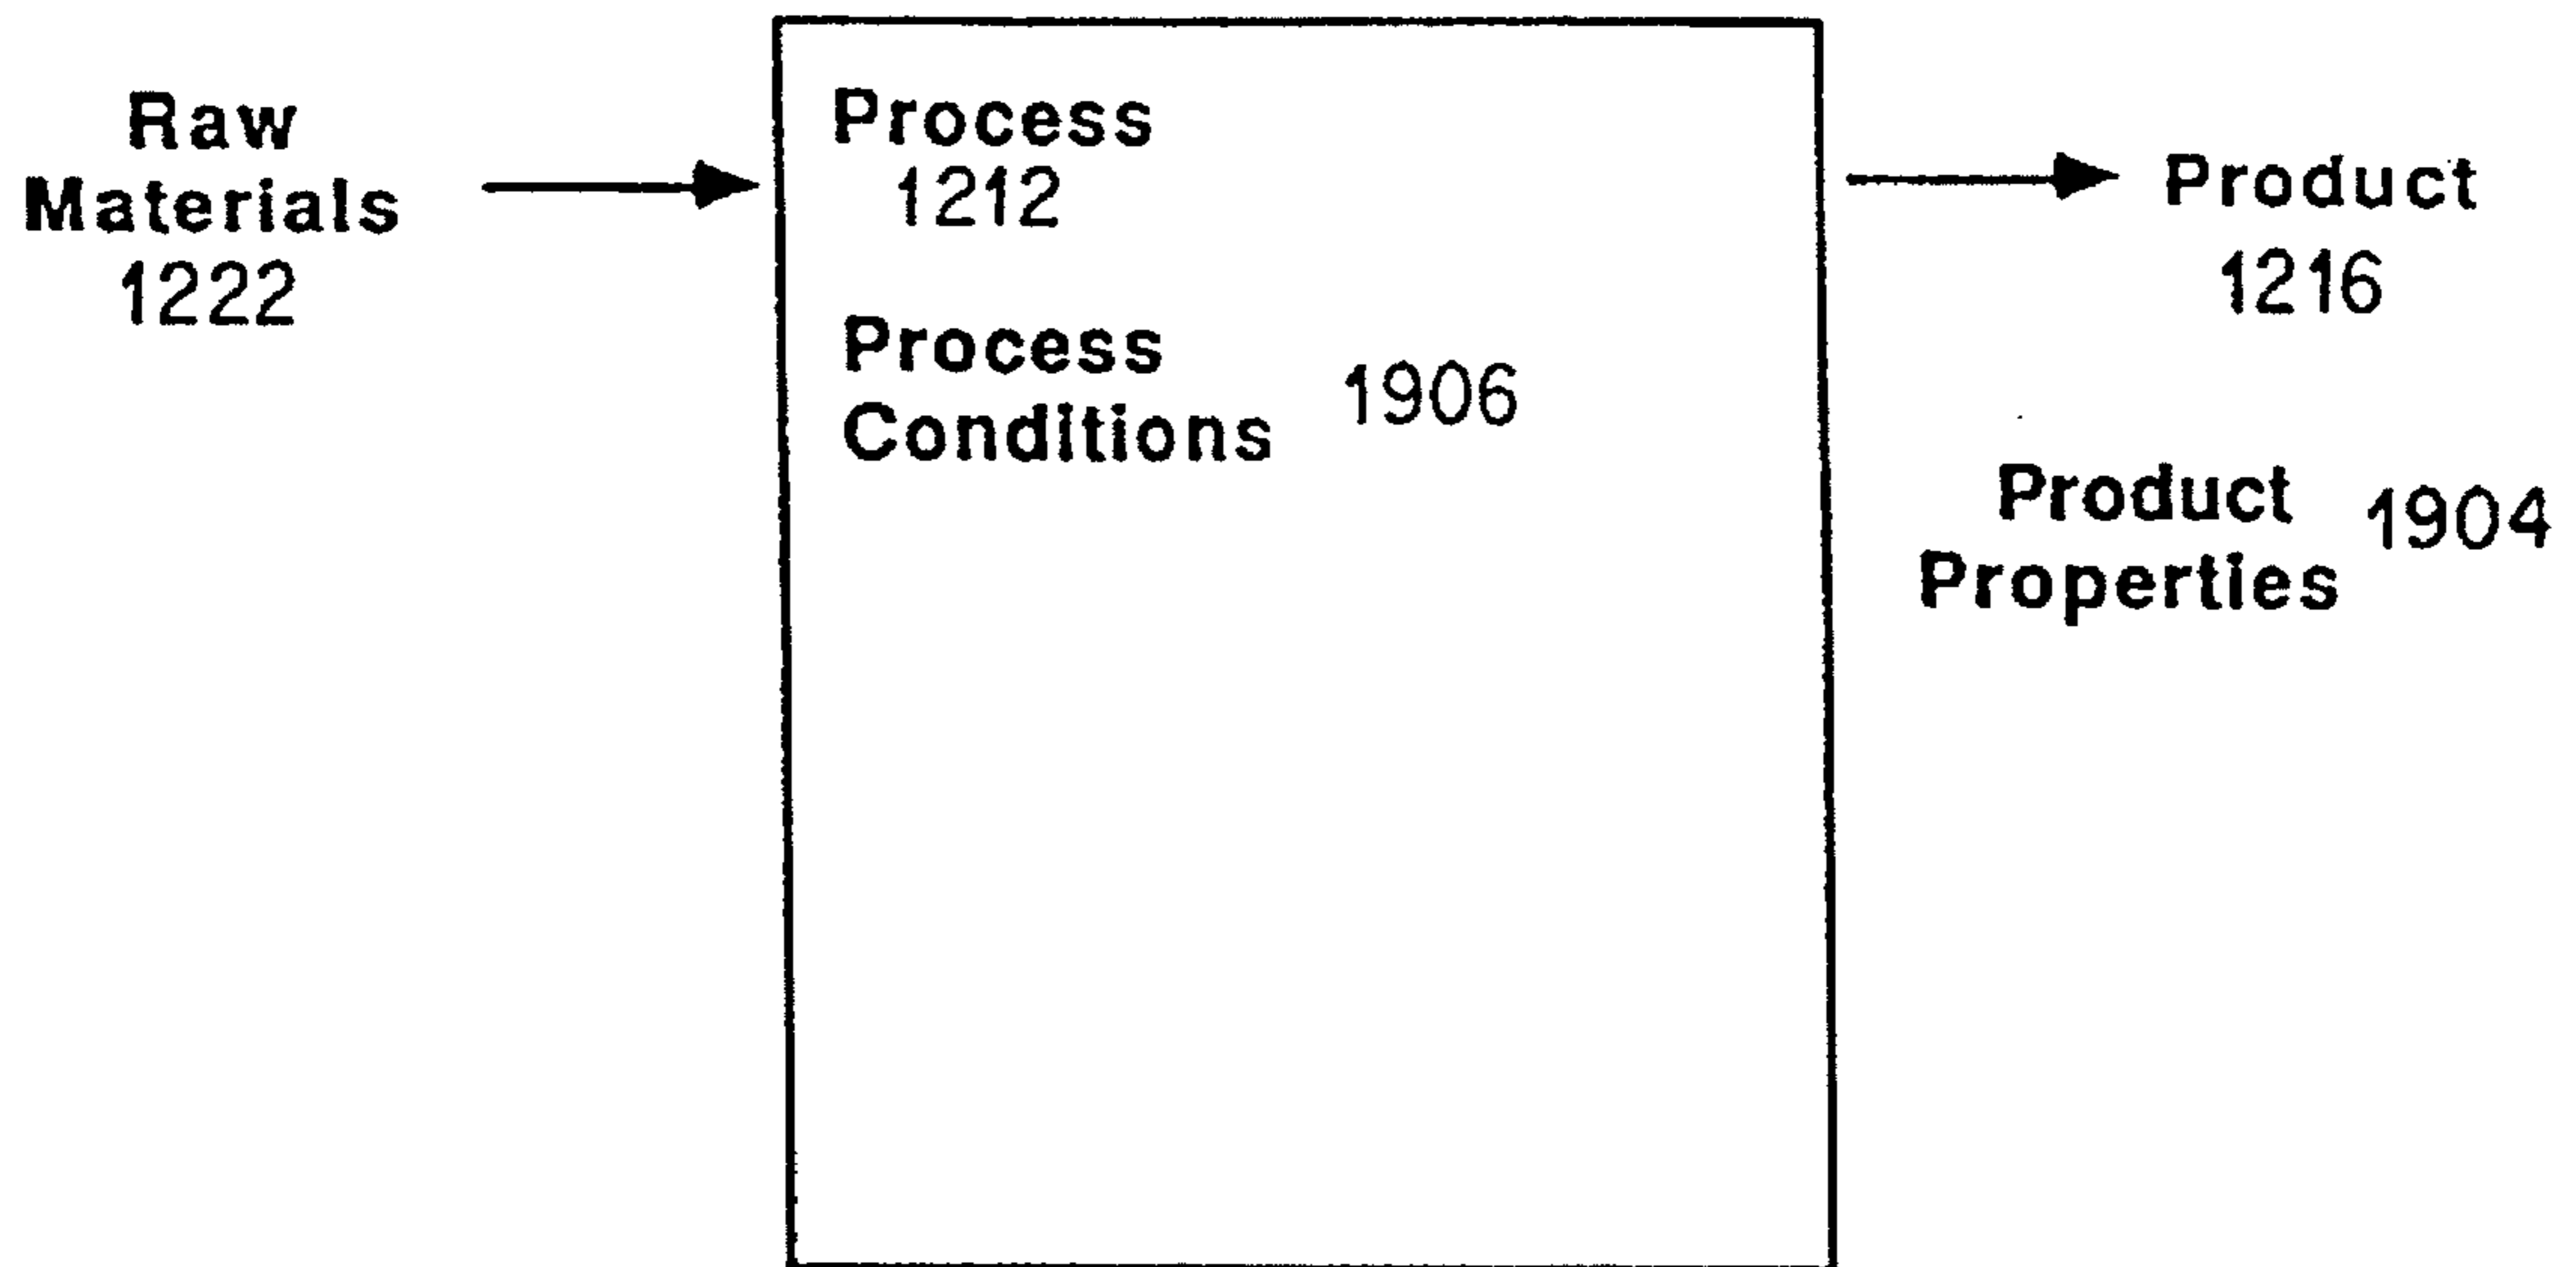 Raw
Materials
1222
Process
1212
Process
Conditions 1906
Product
1216
Product 1904
Properties